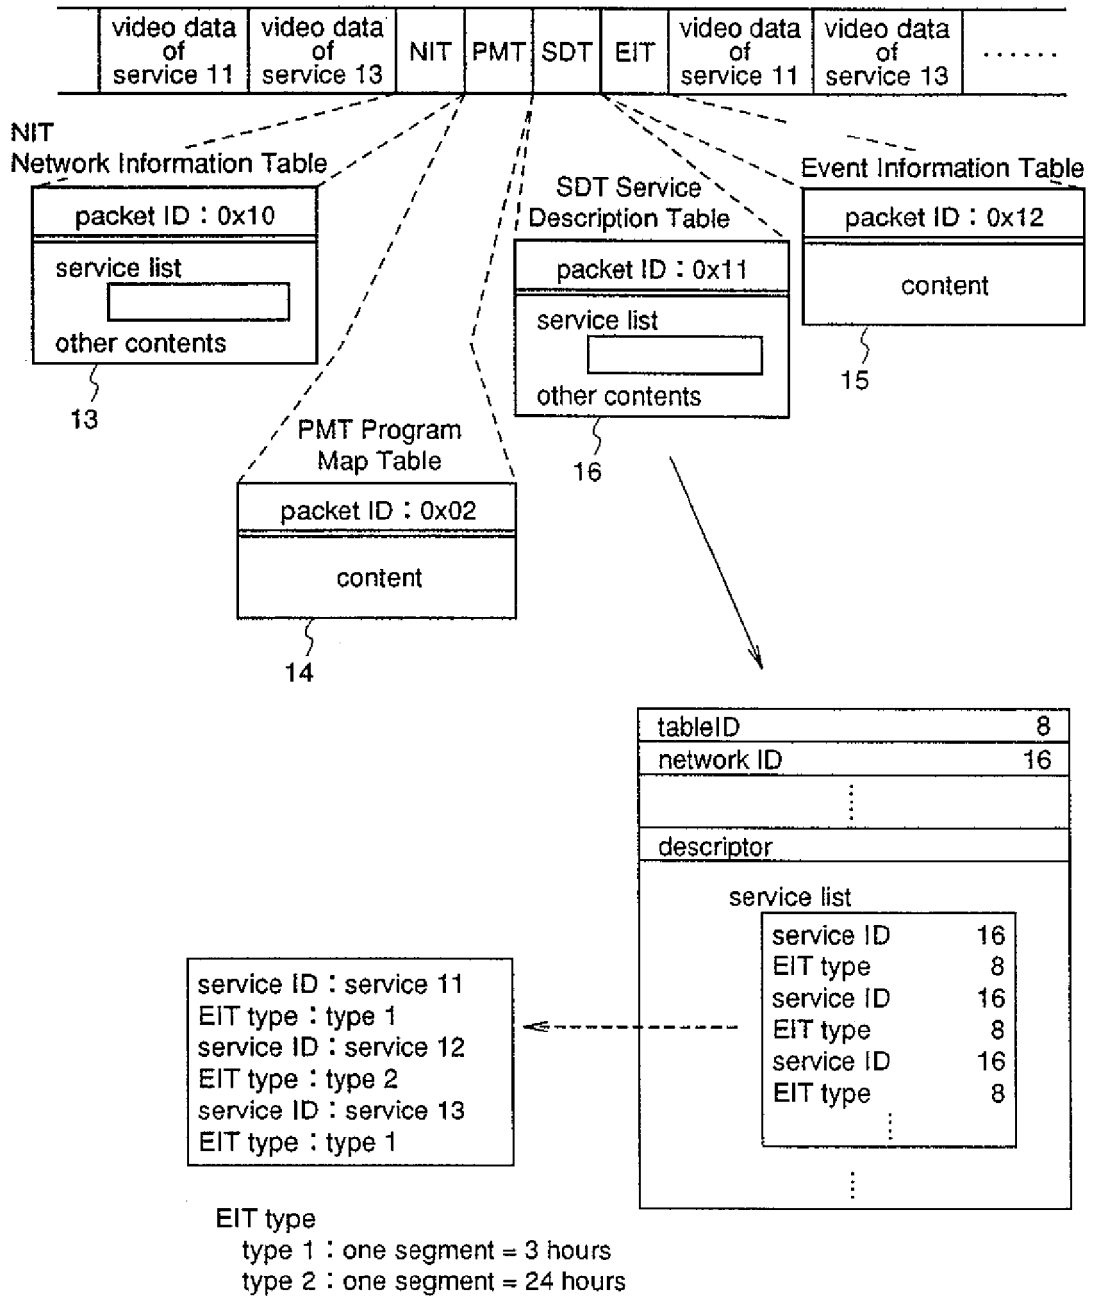 video data of service 11
video data of service 13
NIT
PMT
SDT
EIT
video data of service 11
video data of service 13
......
NIT
Network Information Table
packet ID : 0x10
service list
other contents
13
PMT Program
Map Table
packet ID : 0x02
content
14
SDT Service
Description Table
packet ID : 0x11
service list
other contents
16
Event Information Table
packet ID : 0x12
content
15
tableID 8
network ID 16
descriptor
service list
service ID 16
EIT type 8
service ID 16
EIT type 8
service ID 16
EIT type 8
service ID : service 11
EIT type : type 1
service ID : service 12
EIT type : type 2
service ID : service 13
EIT type : type 1
EIT type
type 1 : one segment = 3 hours
type 2 : one segment = 24 hours